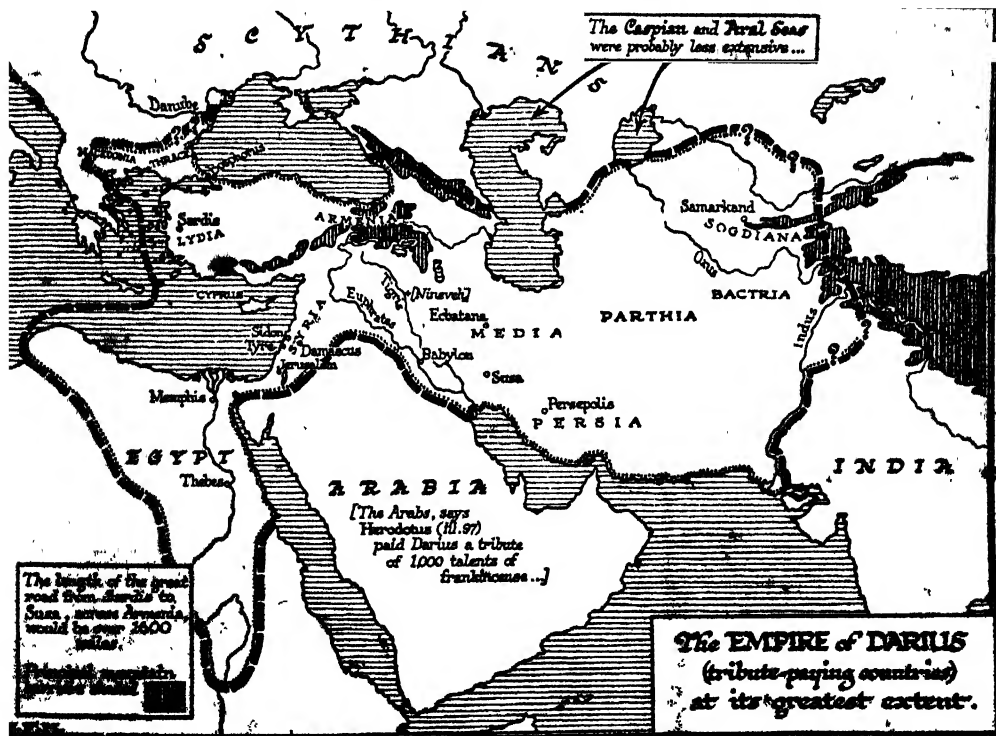 SCYTHIANS
The Caspian and Aral Seas
were probably less extensive...
Danube
MACEDONIA
THRACE
Bosphorus
Sardis
LYDIA
ARMENIA
Samarkand
SOGDIANA
Oxus
BACTRIA
CYPRUS
SYRIA
Tigris
[Nineveh]
Euphrates
Ecbatana
MEDIA
PARTHIA
Indus
Sidon
Tyre
Damascus
Jerusalem
Babylon
Susa
Memphis
Persepolis
PERSIA
EGYPT
Thebes
INDIA
ARABIA
[The Arabs, says
Herodotus (III.97)
paid Darius a tribute
of 1,000 talents of
frankincense...]
The length of the great
road from Sardis to
Susa, across Armenia,
would be over 1600
miles.
Principal mountain
The EMPIRE of DARIUS
(tribute-paying countries)
at its greatest extent.